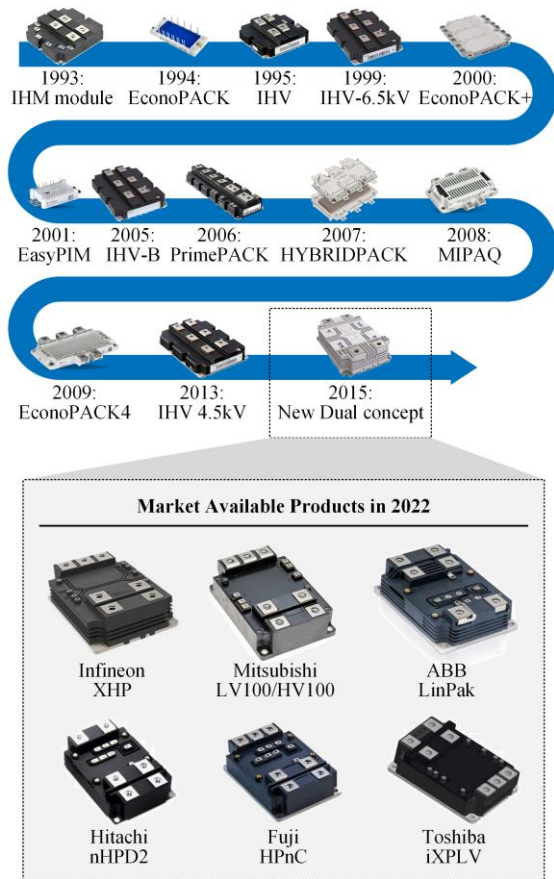 1993:
IHM module
1994:
EconoPACK
1995:
IHV
1999:
IHV-6.5kV
2000:
EconoPACK+
2001:
EasyPIM
2005:
IHV-B
2006:
PrimePACK
2007:
HYBRIDPACK
2008:
MIPAQ
2009:
EconoPACK4
2013:
IHV 4.5kV
2015:
New Dual concept
Market Available Products in 2022
Infineon
XHP
Mitsubishi
LV100/HV100
ABB
LinPak
Hitachi
nHPD2
Fuji
HPnC
Toshiba
iXPLV